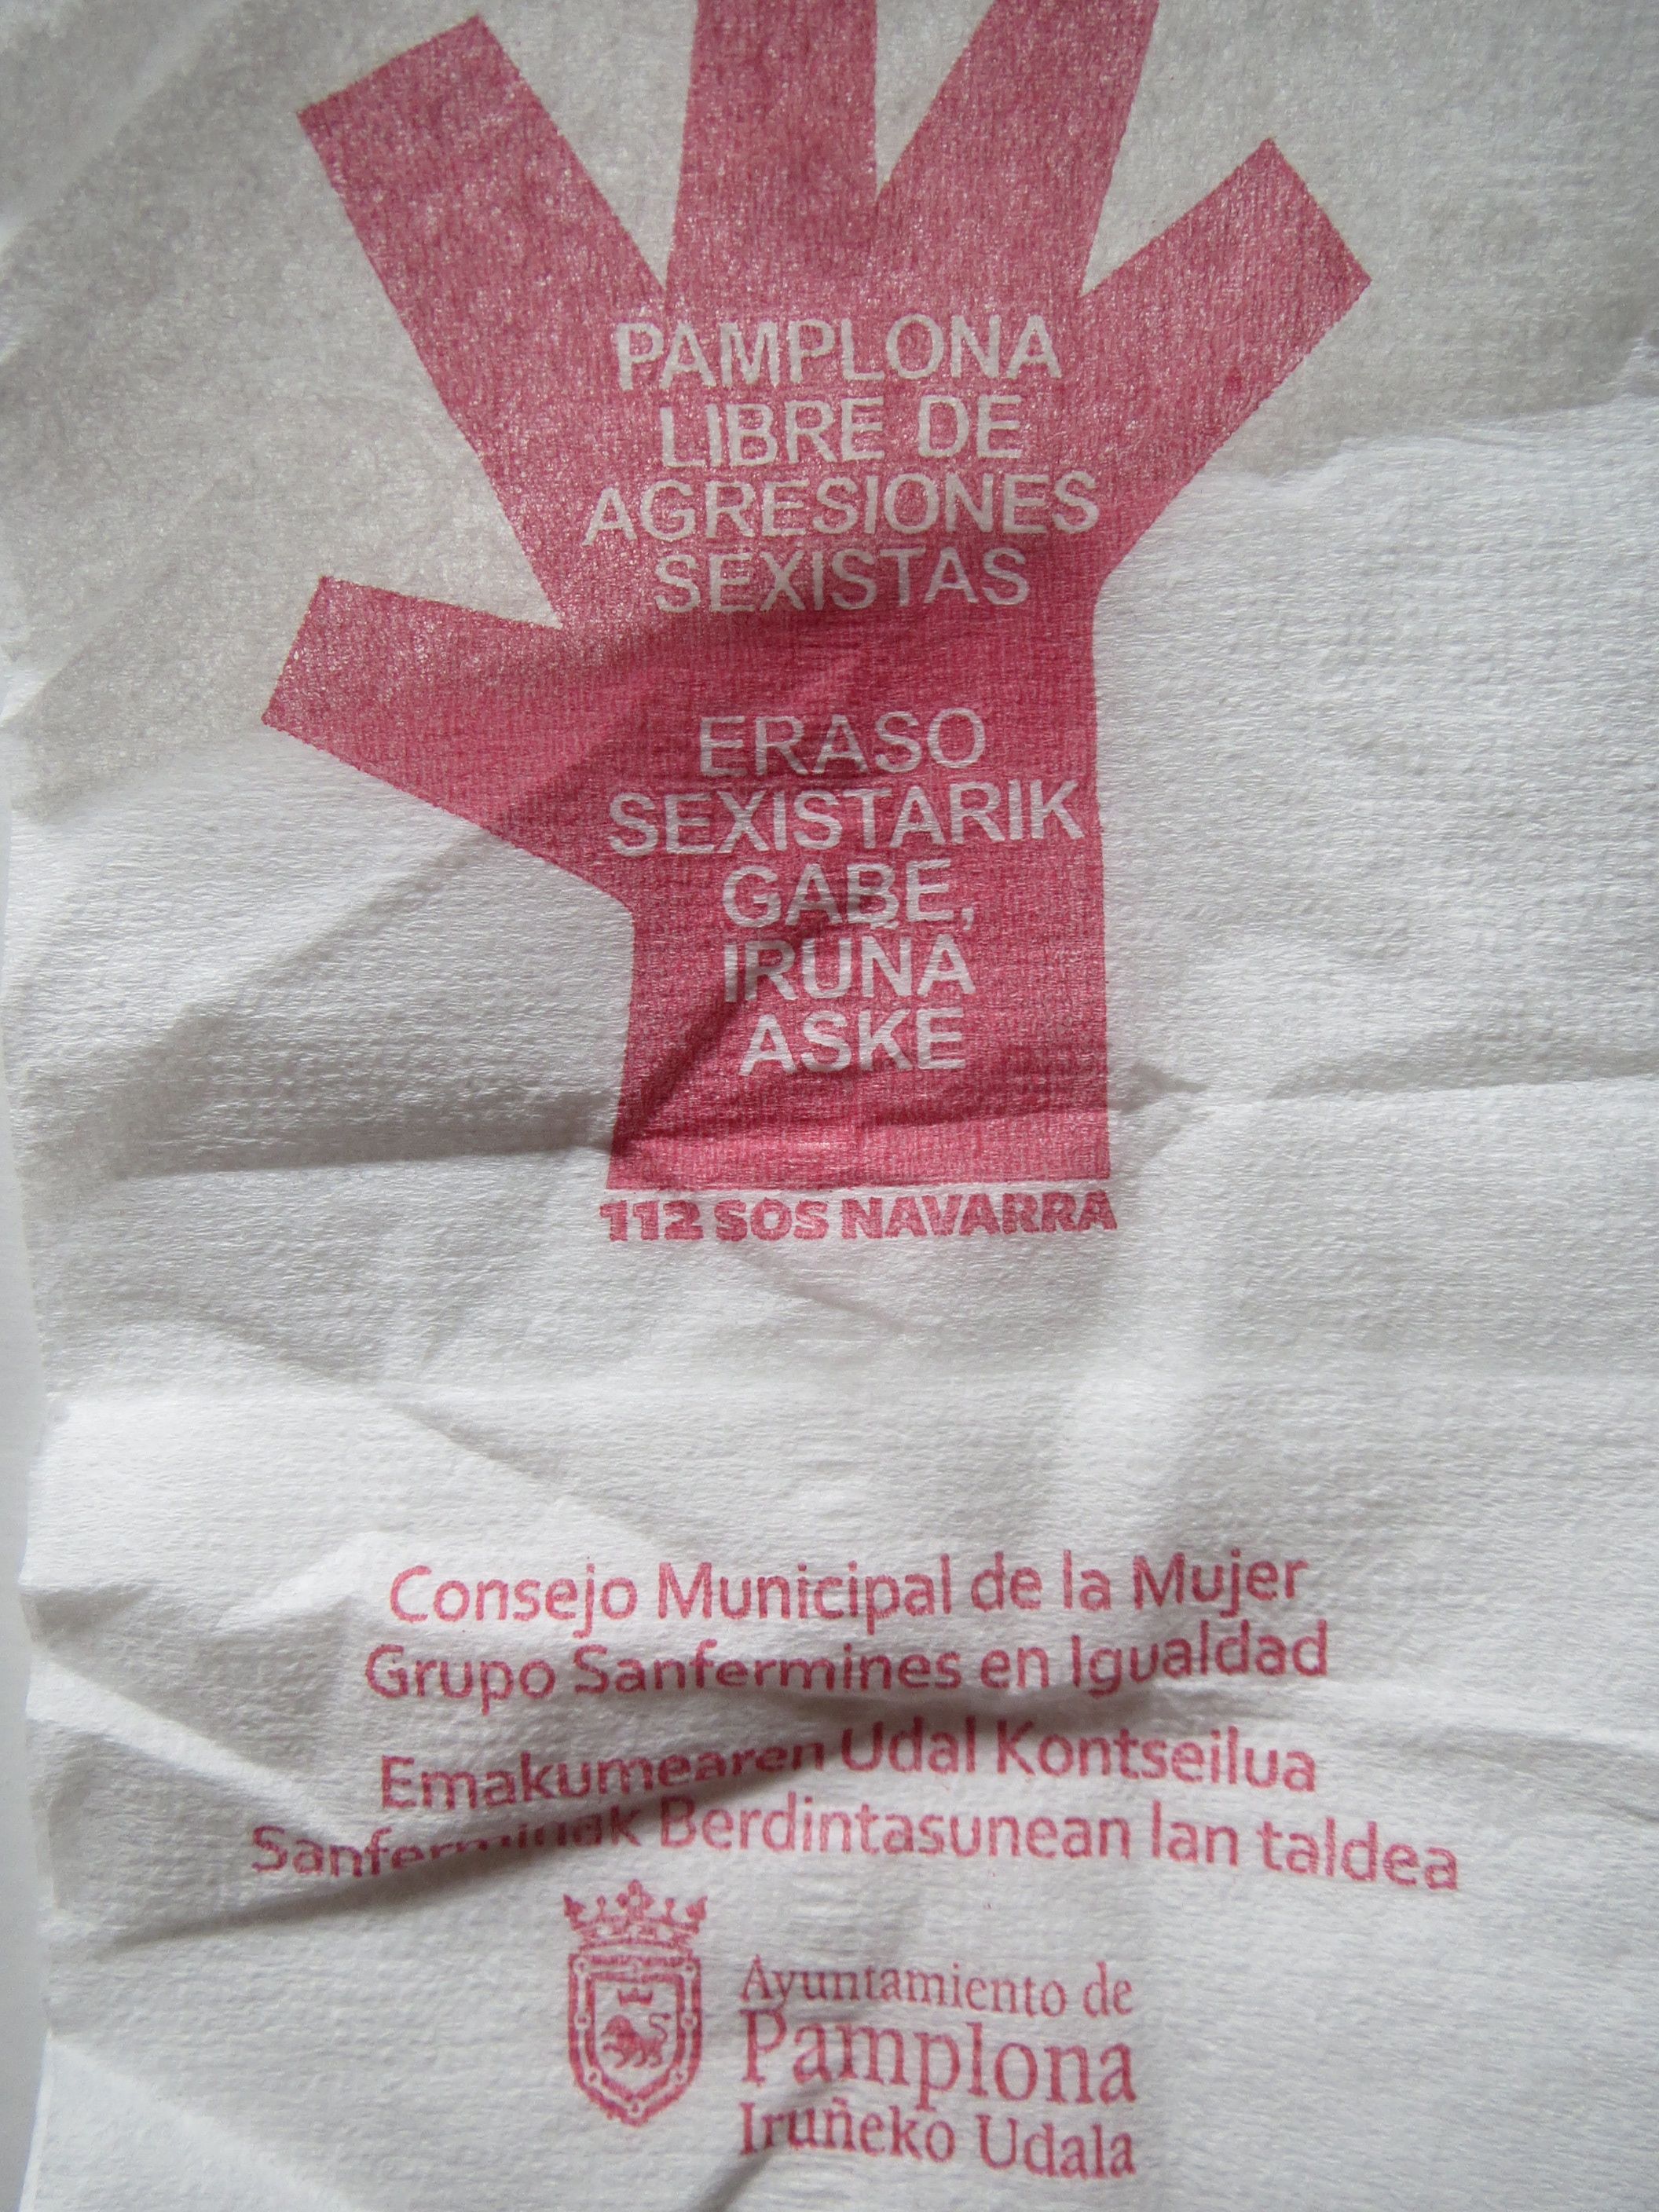 PAMPLONA
LIBRE DE
AGRESIONES
SEXISTAS
ERASO
SEXISTARIK
GABE,
IRUÑA
ASKE
112 SOS NAVARRA
Consejo Municipal de la Mujer
Grupo Sanfermines en Igualdad
Emakumearen Udal Kontseilua
Sanferminak Berdintasunean lan taldea
Ayuntamiento de
Pamplona
Iruñeko Udala